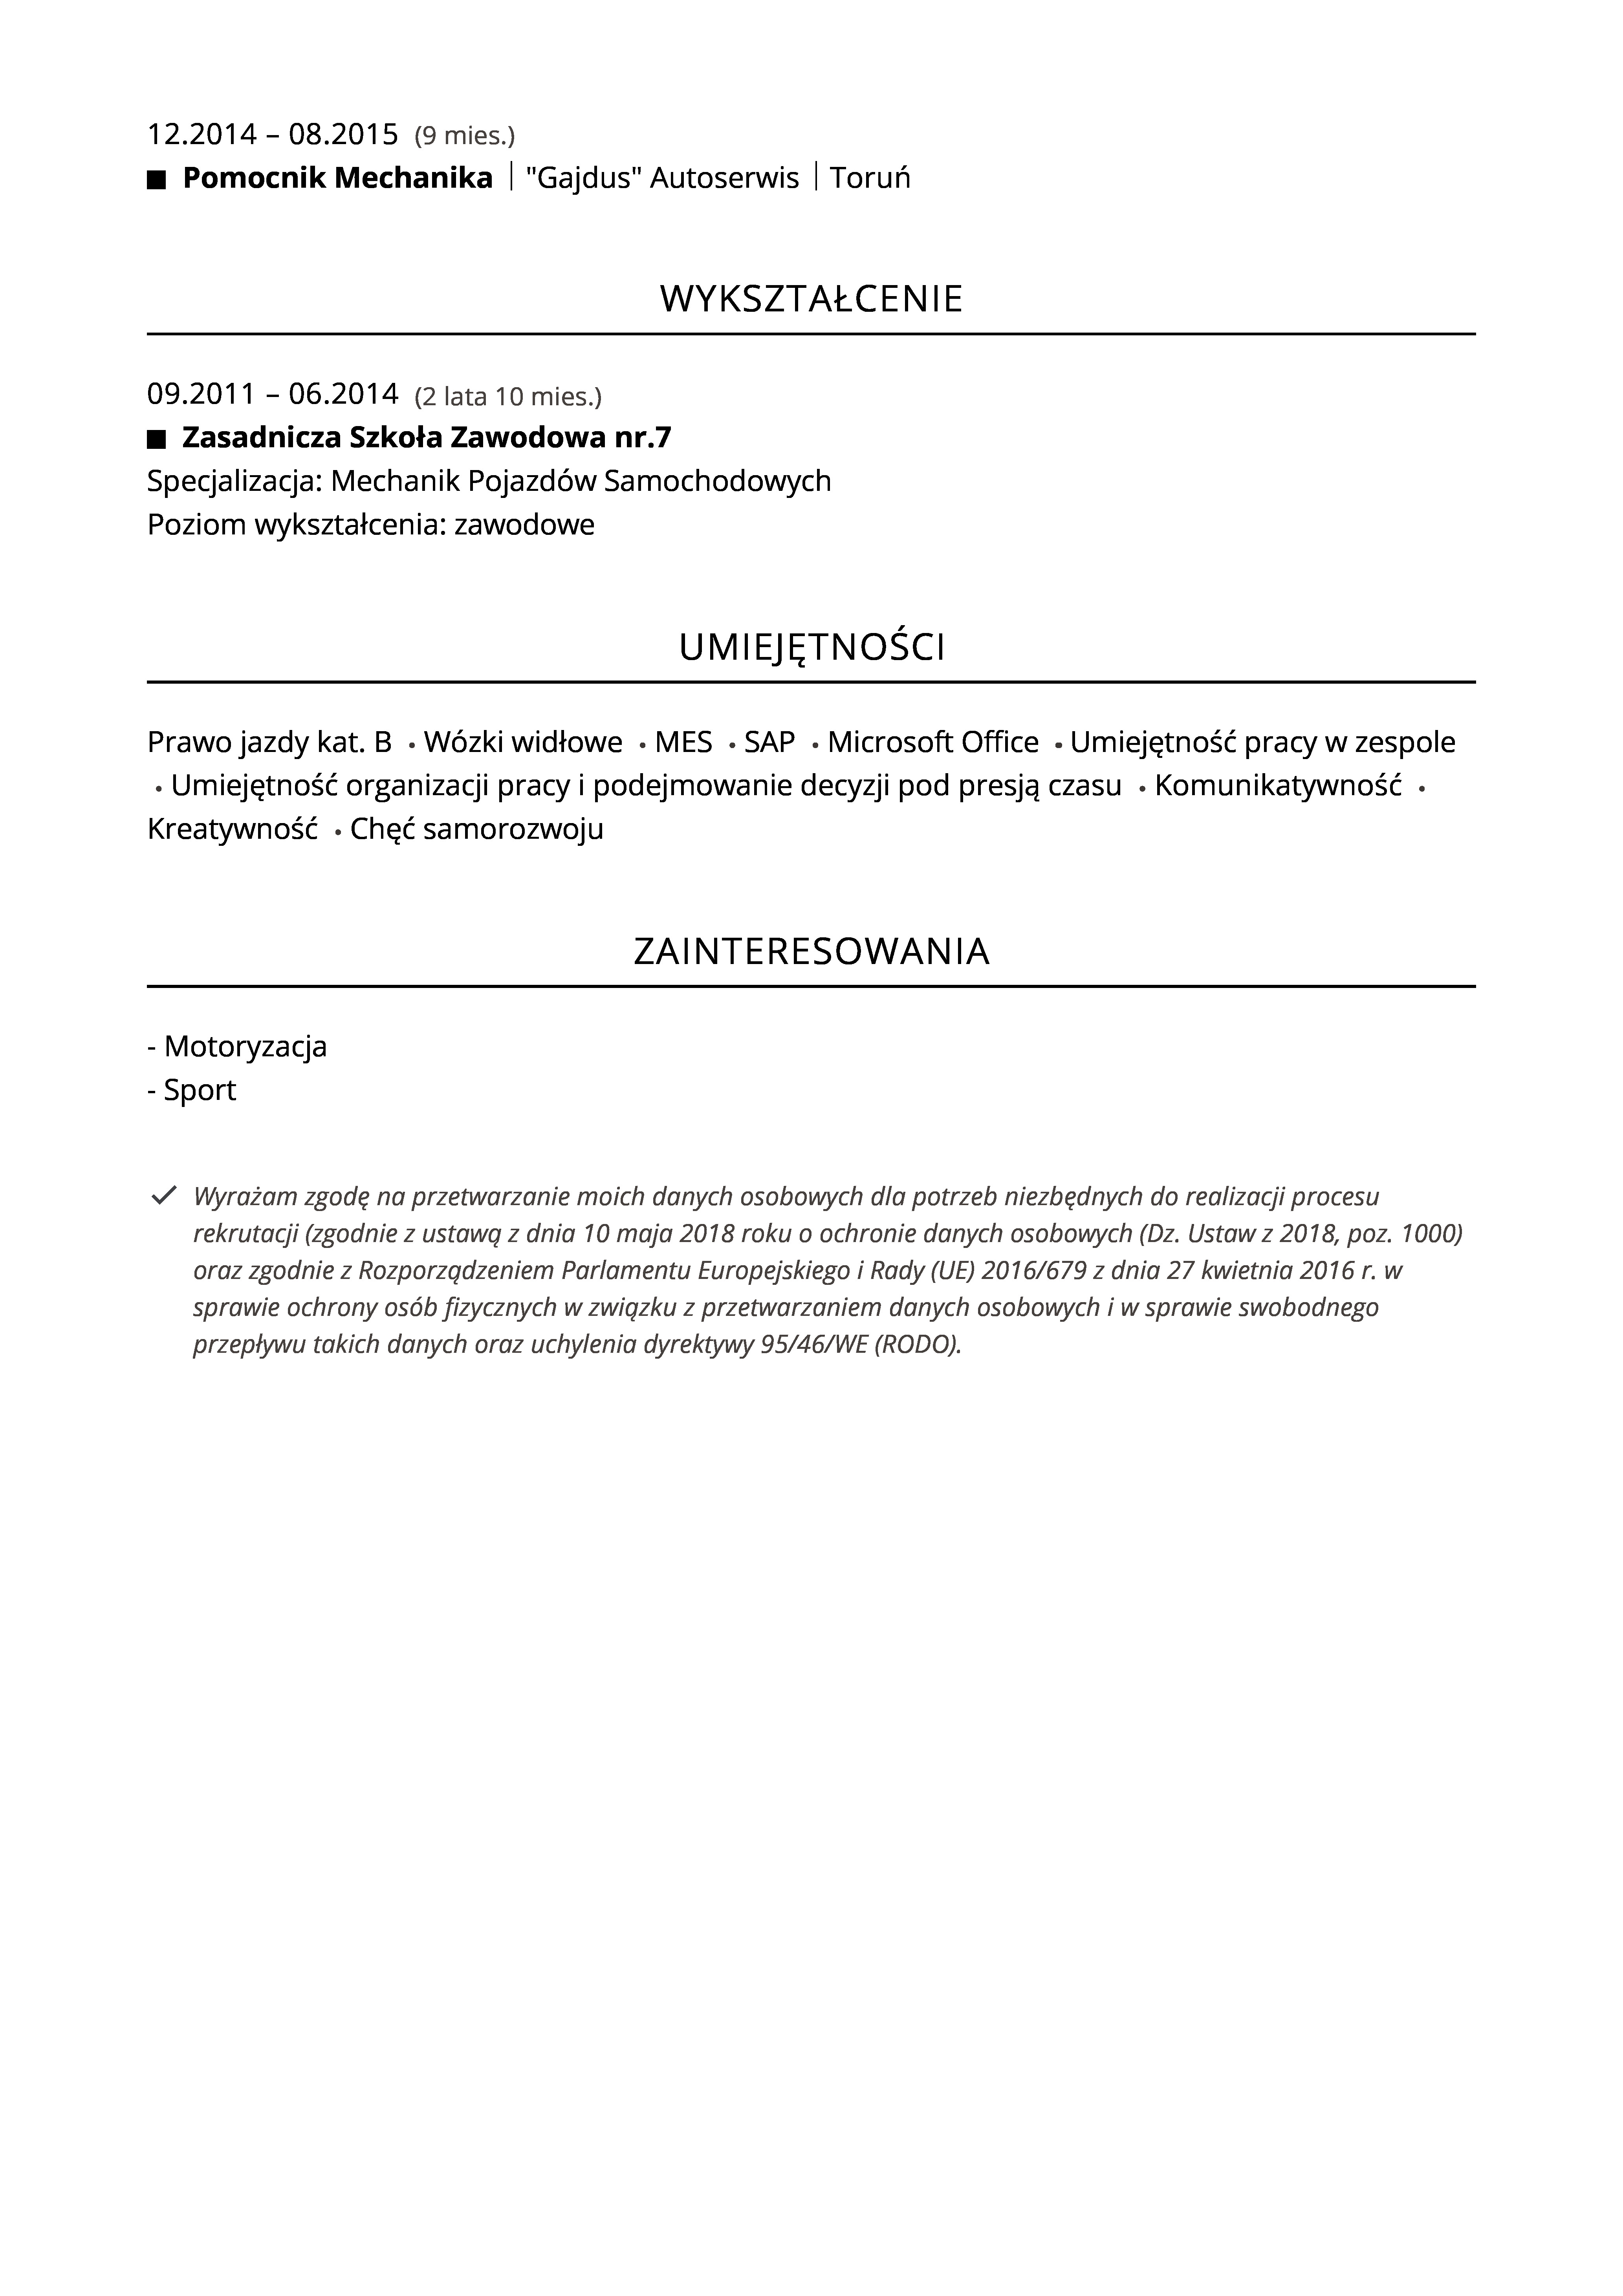 12.2014 – 08.2015 (9 mies.)
■ Pomocnik Mechanika | "Gajdus" Autoserwis | Toruń
WYKSZTAŁCENIE
09.2011 – 06.2014 (2 lata 10 mies.)
■ Zasadnicza Szkoła Zawodowa nr.7
Specjalizacja: Mechanik Pojazdów Samochodowych
Poziom wykształcenia: zawodowe
UMIEJĘTNOŚCI
Prawo jazdy kat. B • Wózki widłowe • MES • SAP • Microsoft Office • Umiejętność pracy w zespole
• Umiejętność organizacji pracy i podejmowanie decyzji pod presją czasu • Komunikatywność •
Kreatywność • Chęć samorozwoju
ZAINTERESOWANIA
- Motoryzacja
- Sport
✓ Wyrażam zgodę na przetwarzanie moich danych osobowych dla potrzeb niezbędnych do realizacji procesu
rekrutacji (zgodnie z ustawą z dnia 10 maja 2018 roku o ochronie danych osobowych (Dz. Ustaw z 2018, poz. 1000)
oraz zgodnie z Rozporządzeniem Parlamentu Europejskiego i Rady (UE) 2016/679 z dnia 27 kwietnia 2016 r. w
sprawie ochrony osób fizycznych w związku z przetwarzaniem danych osobowych i w sprawie swobodnego
przepływu takich danych oraz uchylenia dyrektywy 95/46/WE (RODO).